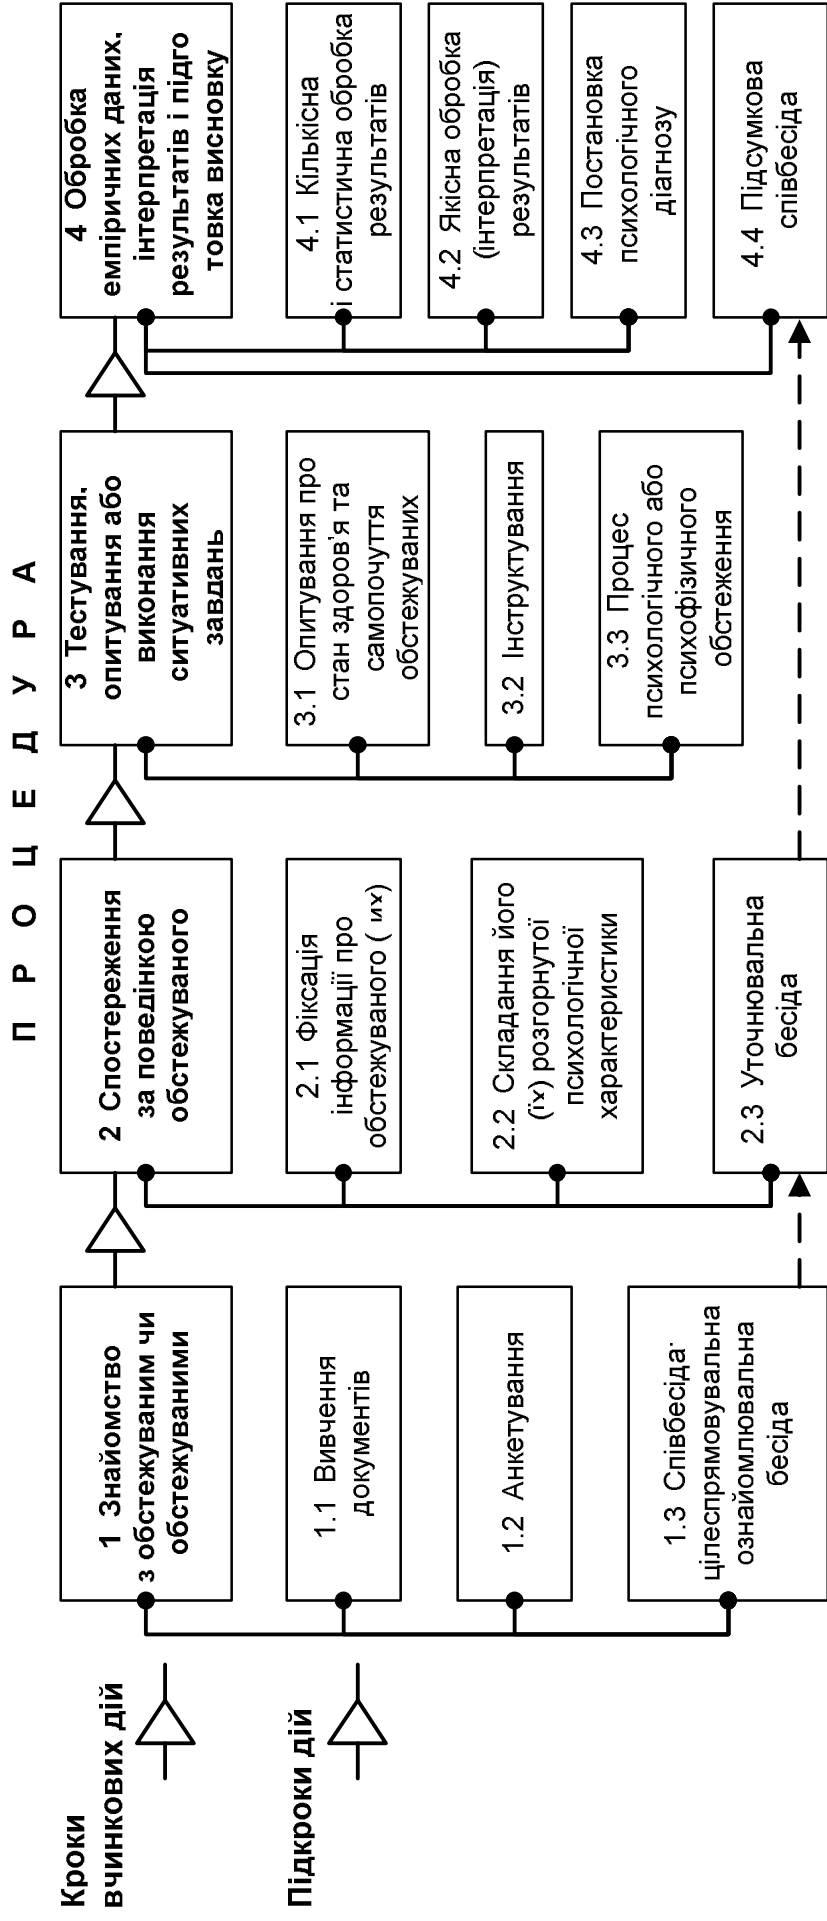 П Р О Ц Е Д У Р А
Кроки
вчинкових дій
1 Знайомство
з обстежуваним чи
обстежуваними
2 Спостереження
за поведінкою
обстежуваного
3 Тестування,
опитування або
виконання
ситуативних
завдань
4 Обробка
емпіричних даних,
інтерпретація
результатів і підго
товка висновку
Підкроки дій
1.1 Вивчення
документів
1.2 Анкетування
1.3 Співбесіда:
цілеспрямовувальна
ознайомлювальна
бесіда
2.1 Фіксація
інформації про
обстежуваного ( их)
2.2 Складання його
(їх) розгорнутої
психологічної
характеристики
2.3 Уточнювальна
бесіда
3.1 Опитування про
стан здоров'я та
самопочуття
обстежуваних
3.2 Інструктування
3.3 Процес
психологічного або
психофізичного
обстеження
4.1 Кількісна
і статистична обробка
результатів
4.2 Якісна обробка
(інтерпретація)
результатів
4.3 Постановка
психологічного
діагнозу
4.4 Підсумкова
співбесіда